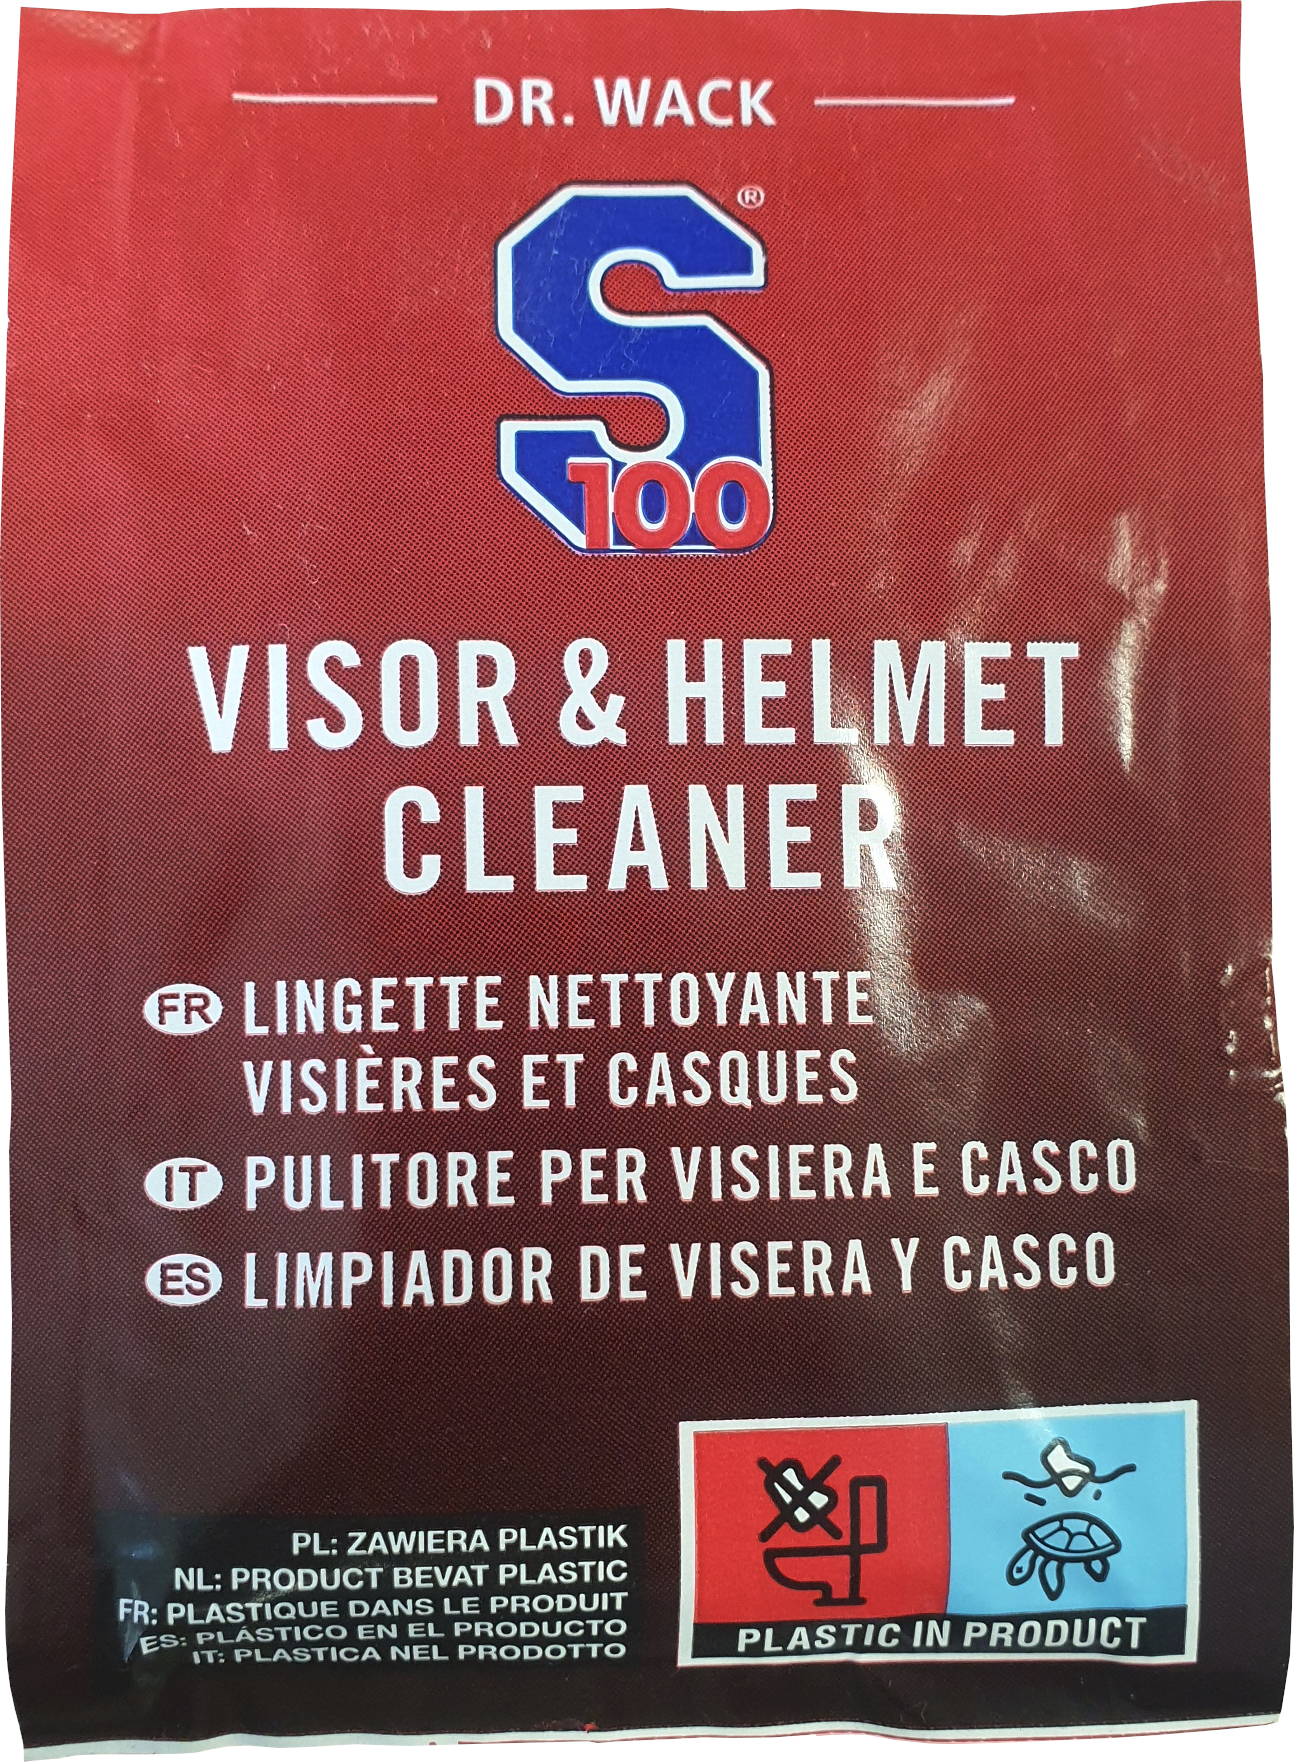 DR. WACK
S
®
100
VISOR & HELMET
CLEANER
FR LINGETTE NETTOYANTE
VISIÈRES ET CASQUES
IT PULITORE PER VISIERA E CASCO
ES LIMPIADOR DE VISERA Y CASCO
PL: ZAWIERA PLASTIK
NL: PRODUCT BEVAT PLASTIC
FR: PLASTIQUE DANS LE PRODUIT
ES: PLÁSTICO EN EL PRODUCTO
IT: PLASTICA NEL PRODOTTO
PLASTIC IN PRODUCT